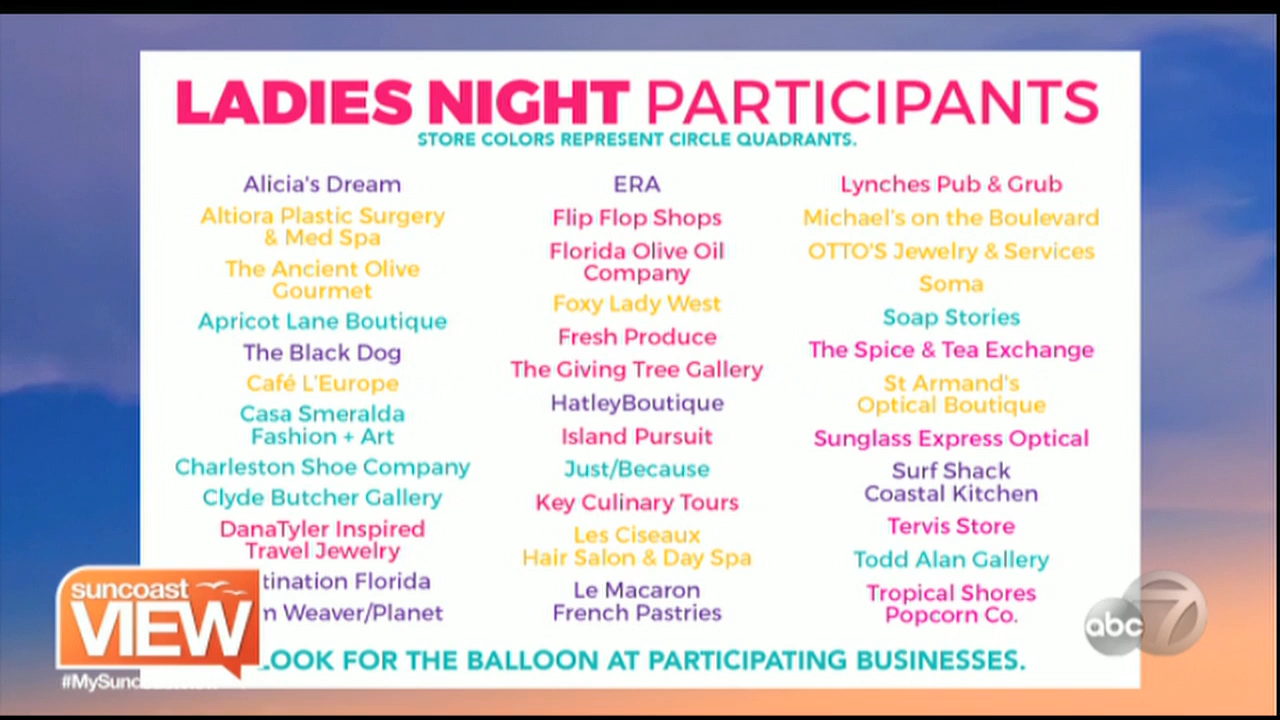 LADIES NIGHT PARTICIPANTS
STORE COLORS REPRESENT CIRCLE QUADRANTS.
Alicia's Dream
Altiora Plastic Surgery
& Med Spa
The Ancient Olive
Gourmet
Apricot Lane Boutique
The Black Dog
Café L'Europe
Casa Smeralda
Fashion + Art
Charleston Shoe Company
Clyde Butcher Gallery
DanaTyler Inspired
Travel Jewelry
tination Florida
m Weaver/Planet
ERA
Flip Flop Shops
Florida Olive Oil
Company
Foxy Lady West
Fresh Produce
The Giving Tree Gallery
HatleyBoutique
Island Pursuit
Just/Because
Key Culinary Tours
Les Ciseaux
Hair Salon & Day Spa
Le Macaron
French Pastries
Lynches Pub & Grub
Michael's on the Boulevard
OTTO'S Jewelry & Services
Soma
Soap Stories
The Spice & Tea Exchange
St Armand's
Optical Boutique
Sunglass Express Optical
Surf Shack
Coastal Kitchen
Tervis Store
Todd Alan Gallery
Tropical Shores
Popcorn Co.
LOOK FOR THE BALLOON AT PARTICIPATING BUSINESSES.
suncoast
VIEW
abc 7